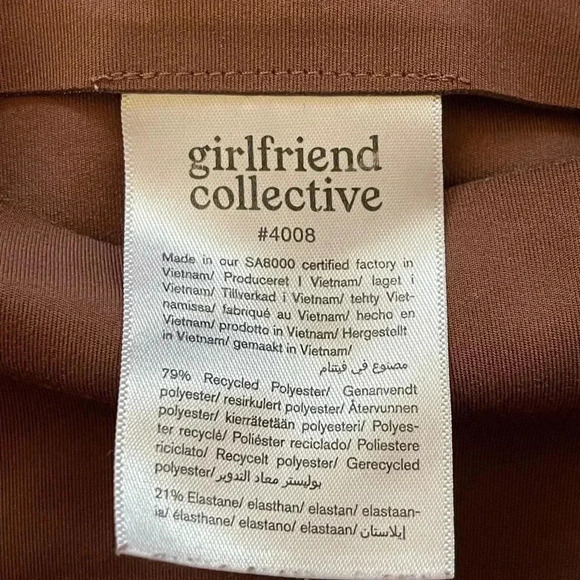 girlfriend
collective
#4008
Made in our SA8000 certified factory in
Vietnam/ Produceret I Vietnam/ laget i
Vietnam/ Tillverkad i Vietnam/ tehty Viet-
namissa/ fabriqué au Vietnam/ hecho en
Vietnam/ prodotto in Vietnam/ Hergestellt
in Vietnam/ gemaakt in Vietnam/
مصنوع في فيتنام
79% Recycled Polyester/ Genanvendt
polyester/ resirkulert polyester/ Återvunnen
polyester/ kierrätetään polyesteri/ Polyes-
ter recyclé/ Poliéster reciclado/ Poliestere
riciclato/ Recycelt polyester/ Gerecycled
polyester/بوليستر معاد التدوير
21% Elastane/ elasthan/ elastan/ elastaan-
ia/ élasthane/ elastano/ elastaan/إيلاستان